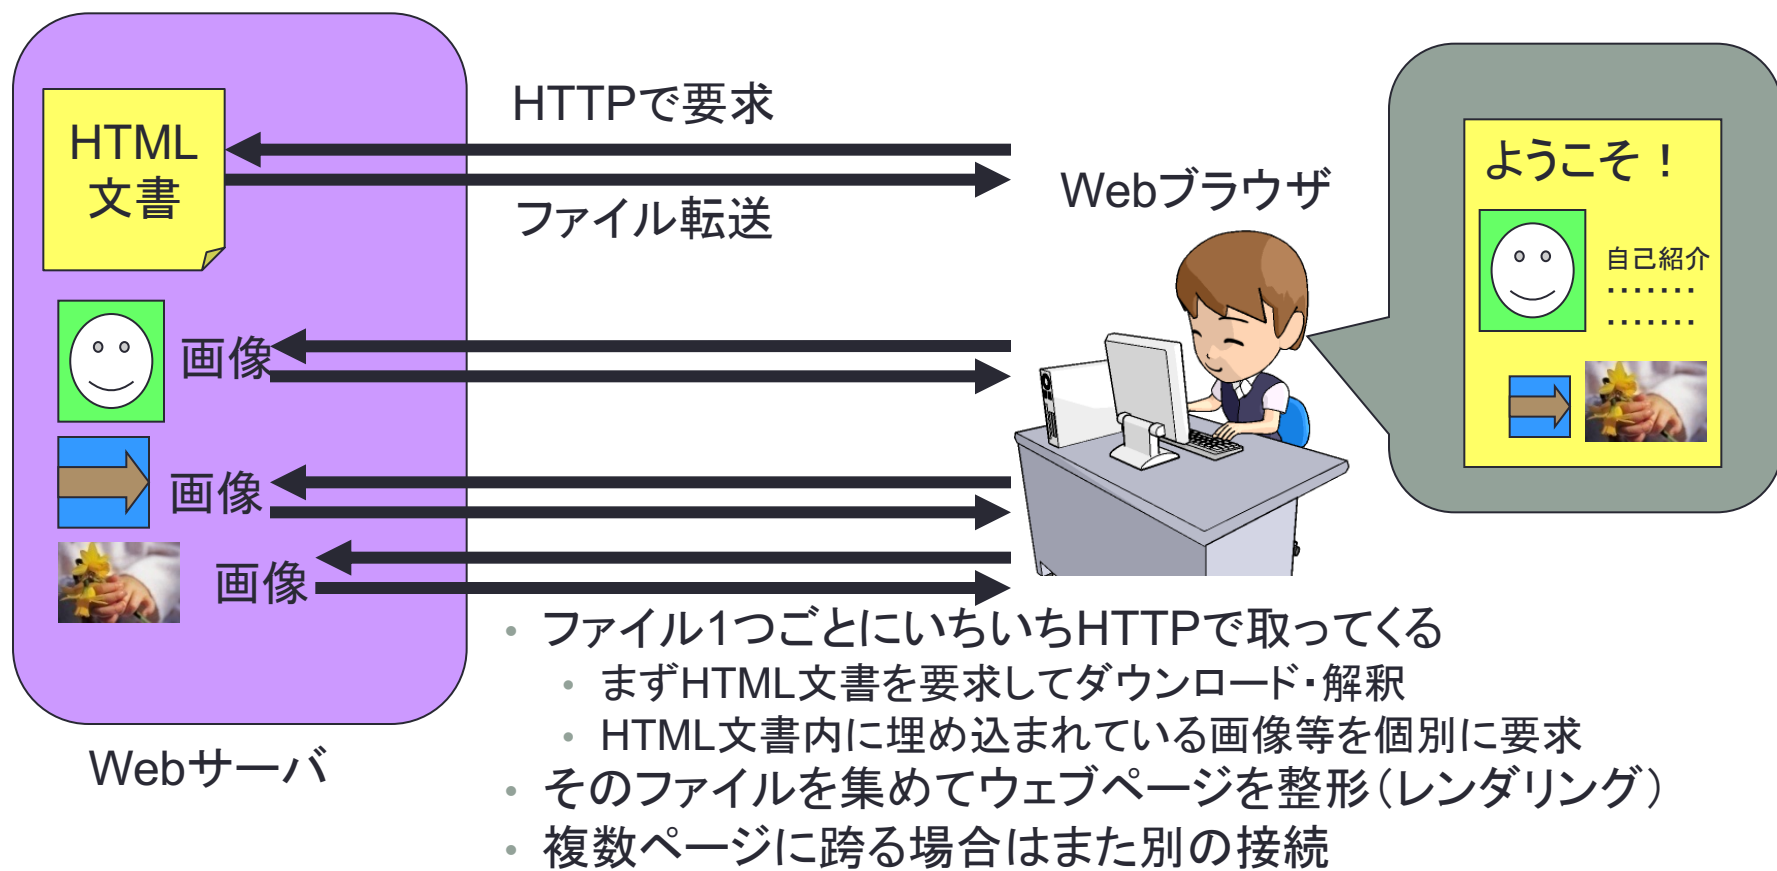 HTTPで要求
HTML
文書
ファイル転送
Webブラウザ
ようこそ！
自己紹介
・・・・・・・
・・・・・・・
画像
画像
画像
Webサーバ
• ファイル1つごとにいちいちHTTPで取ってくる
• まずHTML文書を要求してダウンロード・解釈
• HTML文書内に埋め込まれている画像等を個別に要求
• そのファイルを集めてウェブページを整形（レンダリング）
• 複数ページに跨る場合はまた別の接続